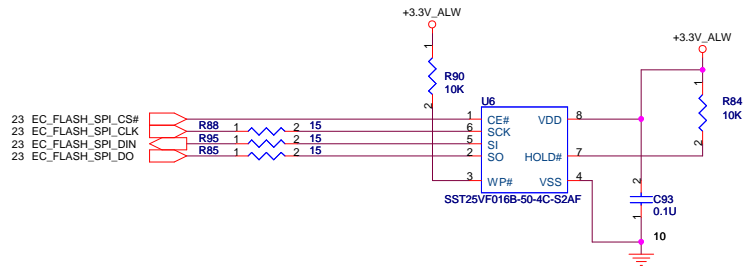 +3.3V_ALW
+3.3V_ALW
1
R90
10K
2
1
R84
10K
2
U6
23 EC_FLASH_SPI_CS#
1 CE# VDD 8
23 EC_FLASH_SPI_CLK R88 1 2 15 6 SCK
23 EC_FLASH_SPI_DIN R95 1 2 15 5 SI
23 EC_FLASH_SPI_DO R85 1 2 15 2 SO HOLD# 7
3 WP# VSS 4
SST25VF016B-50-4C-S2AF
2
C93
0.1U
1
10